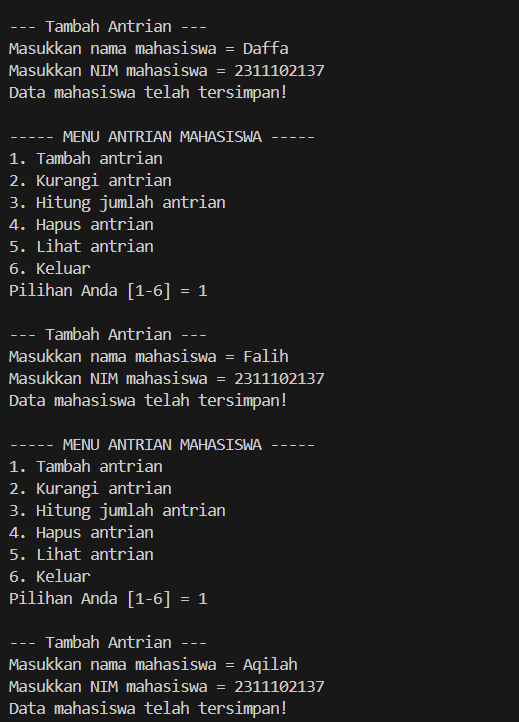 --- Tambah Antrian ---
Masukkan nama mahasiswa = Daffa
Masukkan NIM mahasiswa = 2311102137
Data mahasiswa telah tersimpan!
----- MENU ANTRIAN MAHASISWA -----
1. Tambah antrian
2. Kurangi antrian
3. Hitung jumlah antrian
4. Hapus antrian
5. Lihat antrian
6. Keluar
Pilihan Anda [1-6] = 1
--- Tambah Antrian ---
Masukkan nama mahasiswa = Falih
Masukkan NIM mahasiswa = 2311102137
Data mahasiswa telah tersimpan!
----- MENU ANTRIAN MAHASISWA -----
1. Tambah antrian
2. Kurangi antrian
3. Hitung jumlah antrian
4. Hapus antrian
5. Lihat antrian
6. Keluar
Pilihan Anda [1-6] = 1
--- Tambah Antrian ---
Masukkan nama mahasiswa = Aqilah
Masukkan NIM mahasiswa = 2311102137
Data mahasiswa telah tersimpan!